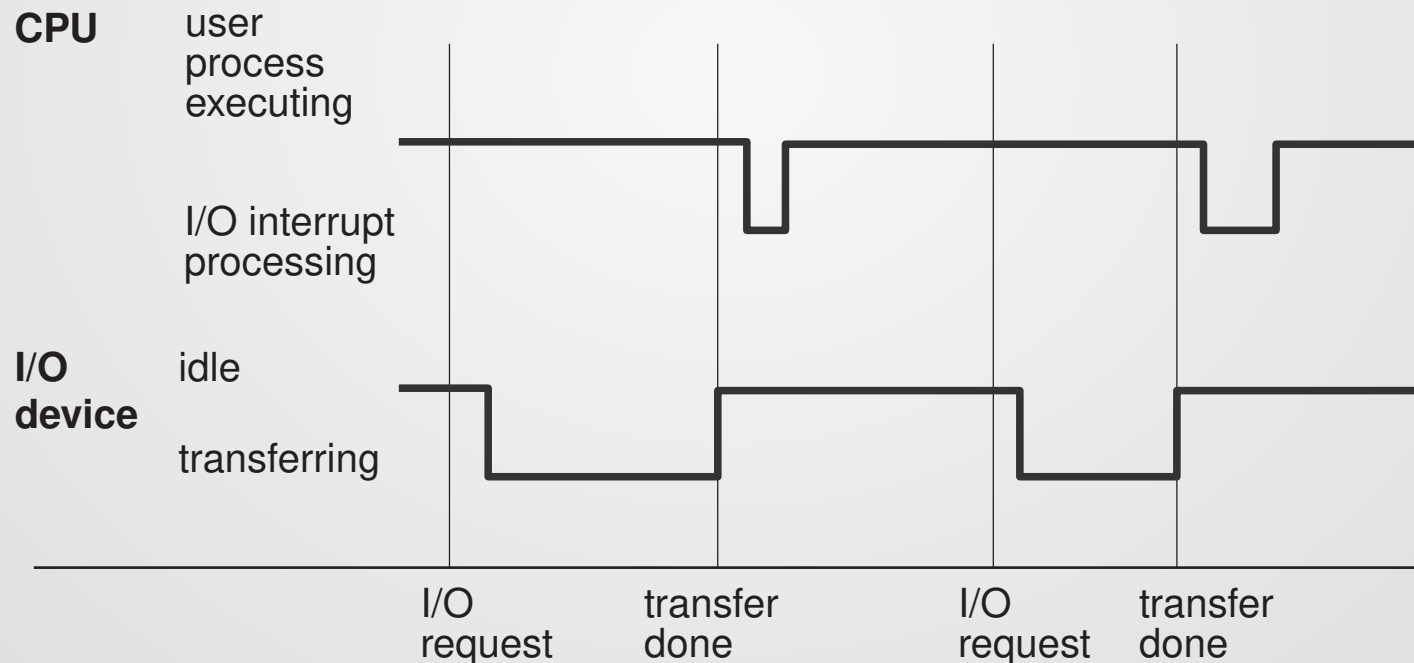 CPU
user
process
executing
I/O interrupt
processing
I/O
device
idle
transferring
I/O
request
transfer
done
I/O
request
transfer
done